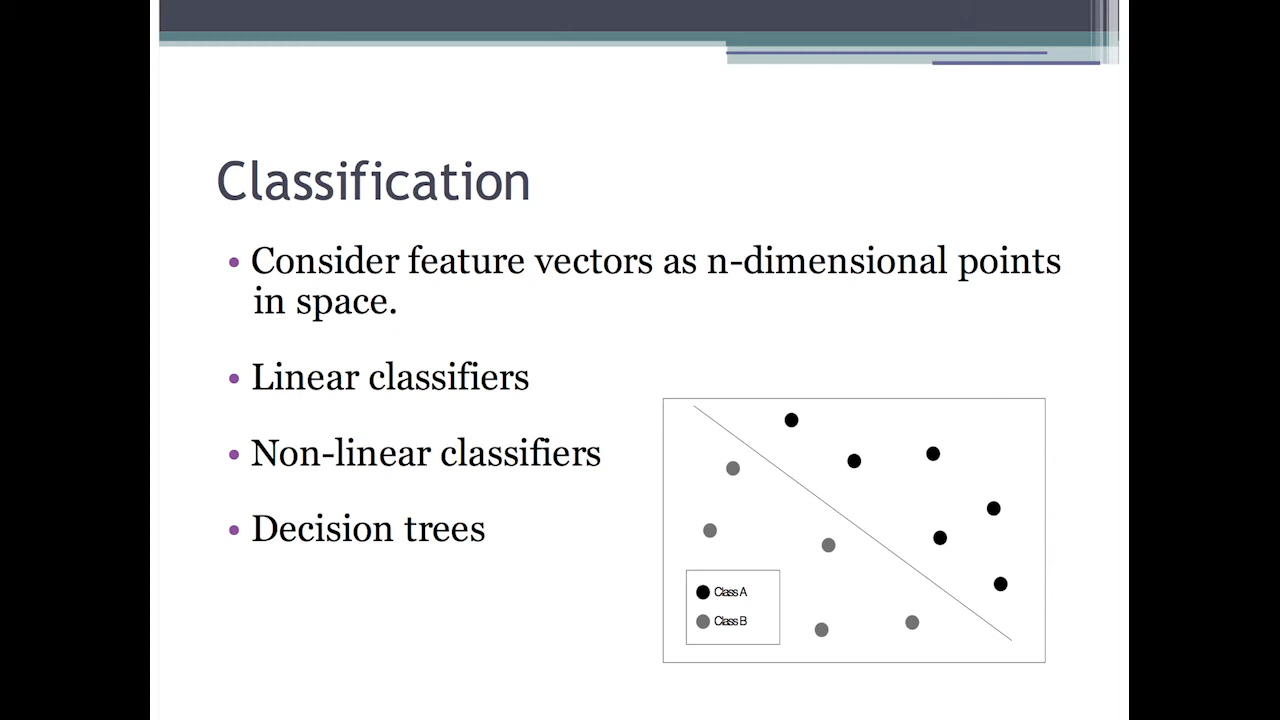 Classification
• Consider feature vectors as n-dimensional points
in space.
• Linear classifiers
• Non-linear classifiers
• Decision trees
Class A
Class B